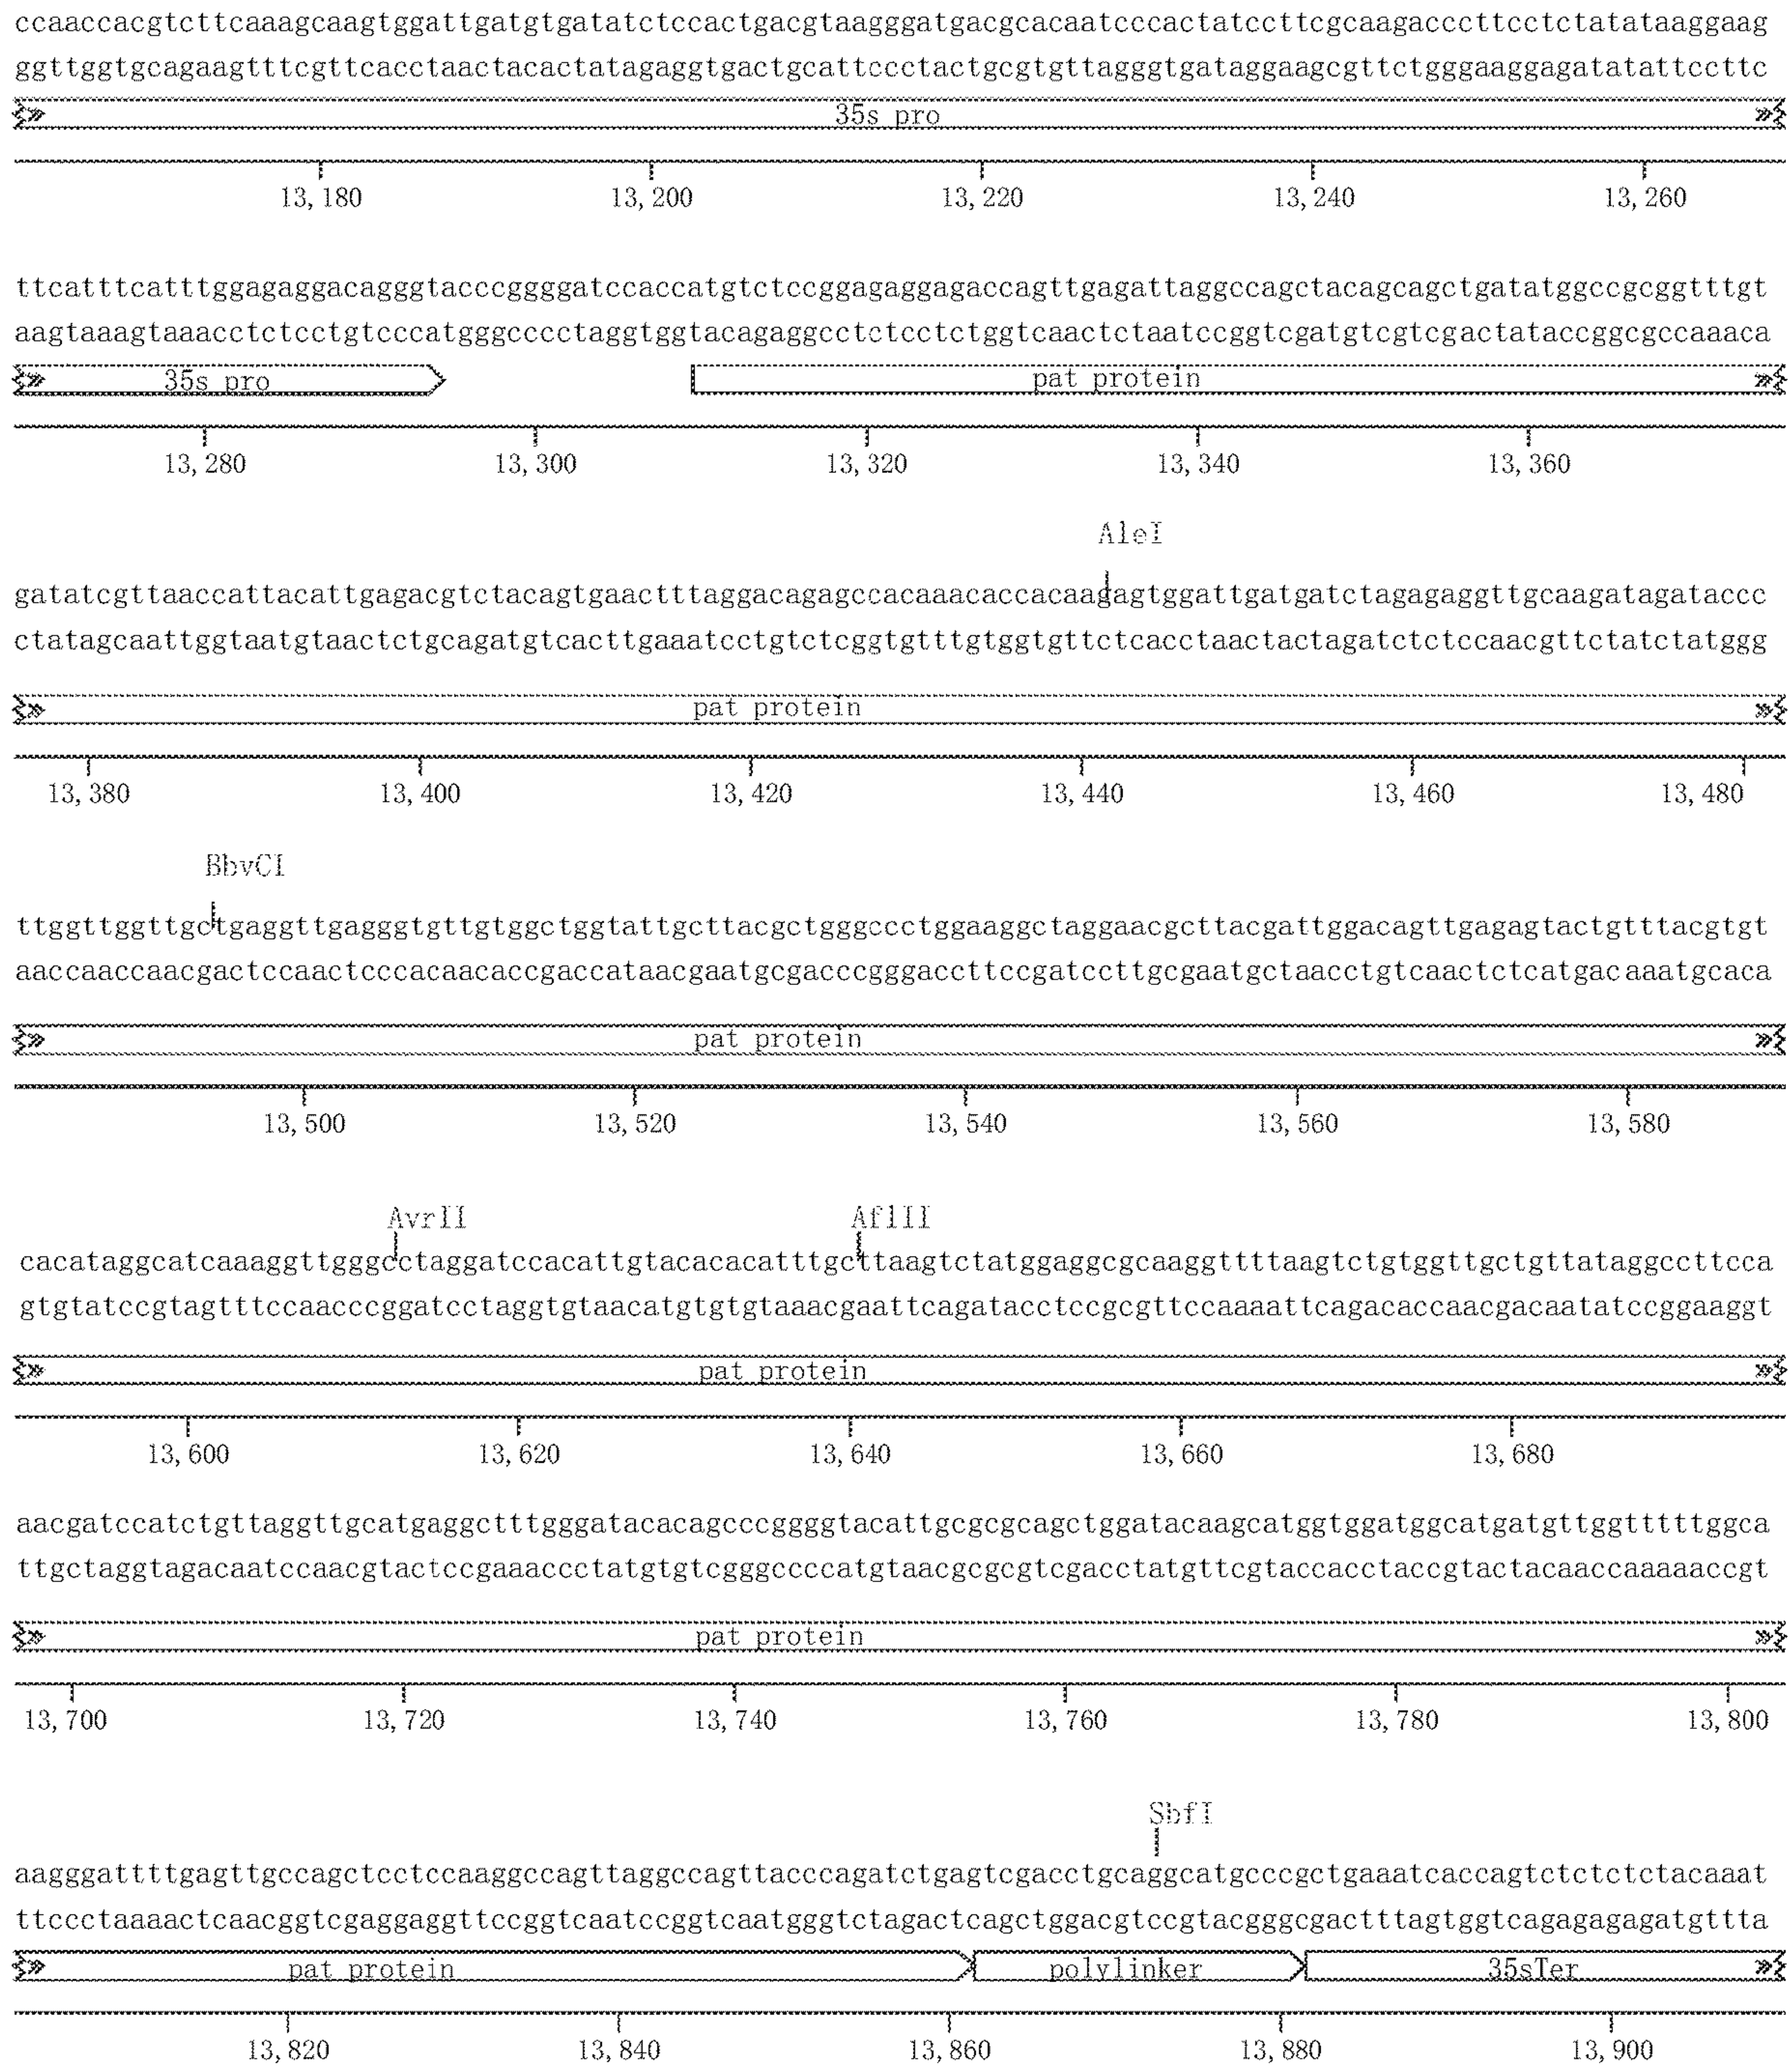 ccaaccacgtcttcaaagcaagtggattgatgtgatatctccactgacgtaagggatgacgcacaatcccactatccttcgcaagacccttcctctatataaggaag
ggttggtgcagaagtttcgttcacctaactacactatagaggtgactgcattccctactgcgtgttagggtgataggaagcgttctgggaaggagatatattccttc
35s pro
13,180 13,200 13,220 13,240 13,260
ttcatttcatttggagaggacagggtacccggggatccaccatgtctccggagaggagaccagttgagattaggccagctacagcagctgatatggccgcggtttgt
aagtaaagtaaacctctcctgtcccatgggcccctaggtggtacagaggcctctcctctggtcaactctaatccggtcgatgtcgtcgactataccggcgccaaaca
35s pro pat protein
13,280 13,300 13,320 13,340 13,360
AleI
gatatcgttaaccattacattgagacgtctacagtgaactttaggacagagccacaaacaccacaagagtggattgatgatctagagaggttgcaagatagataccc
ctatagcaattggtaatgtaactctgcagatgtcacttgaaatcctgtctcggtgtttgtggtgttctcacctaactactagatctctccaacgttctatctatggg
pat protein
13,380 13,400 13,420 13,440 13,460 13,480
BbvCI
ttggttggttgctgaggttgagggtgttgtggctggtattgcttacgctgggccctggaaggctaggaacgcttacgattggacagttgagagtactgtttacgtgt
aaccaaccaacgactccaactcccacaacaccgaccataacgaatgcgacccgggaccttccgatccttgcgaatgctaacctgtcaactctcatgacaaatgcaca
pat protein
13,500 13,520 13,540 13,560 13,580
AvrII AflII
cacataggcatcaaaggttgggcctaggatccacattgtacacacatttgcttaagtctatggaggcgcaaggttttaagtctgtggttgctgttataggccttcca
gtgtatccgtagtttccaacccggatcctaggtgtaacatgtgtgtaaacgaattcagatacctccgcgttccaaaattcagacaccaacgacaatatccggaaggt
pat protein
13,600 13,620 13,640 13,660 13,680
aacgatccatctgttaggttgcatgaggctttgggatacacagcccggggtacattgcgcgcagctggatacaagcatggtggatggcatgatgttggtttttggca
ttgctaggtagacaatccaacgtactccgaaaccctatgtgtcgggccccatgtaacgcgcgtcgacctatgttcgtaccacctaccgtactacaaccaaaaaccgt
pat protein
13,700 13,720 13,740 13,760 13,780 13,800
SbfI
aagggattttgagttgccagctcctccaaggccagttaggccagttacccagatctgagtcgacctgcaggcatgcccgctgaaatcaccagtctctctctacaaat
ttccctaaaactcaacggtcgaggaggttccggtcaatccggtcaatgggtctagactcagctggacgtccgtacgggcgactttagtggtcagagagagatgttta
pat protein polylinker 35sTer
13,820 13,840 13,860 13,880 13,900